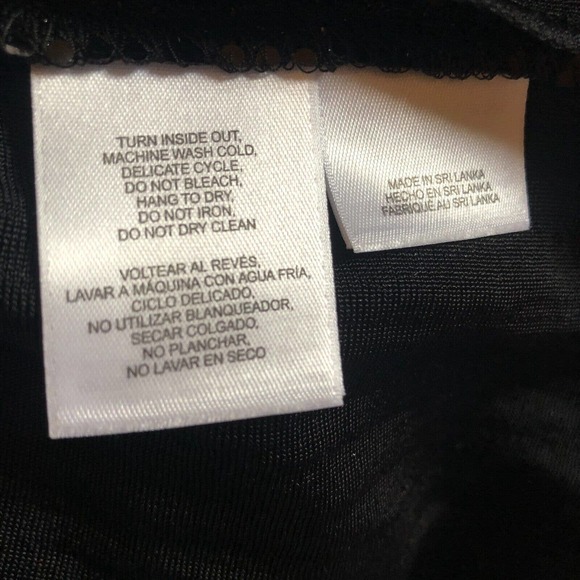 TURN INSIDE OUT,
MACHINE WASH COLD,
DELICATE CYCLE,
DO NOT BLEACH,
HANG TO DRY,
DO NOT IRON,
DO NOT DRY CLEAN
VOLTEAR AL REVÉS,
LAVAR A MÁQUINA CON AGUA FRÍA,
CICLO DELICADO,
NO UTILIZAR BLANQUEADOR,
SECAR COLGADO,
NO PLANCHAR,
NO LAVAR EN SECO
MADE IN SRI LANKA
HECHO EN SRI LANKA
FABRIQUÉ AU SRI LANKA